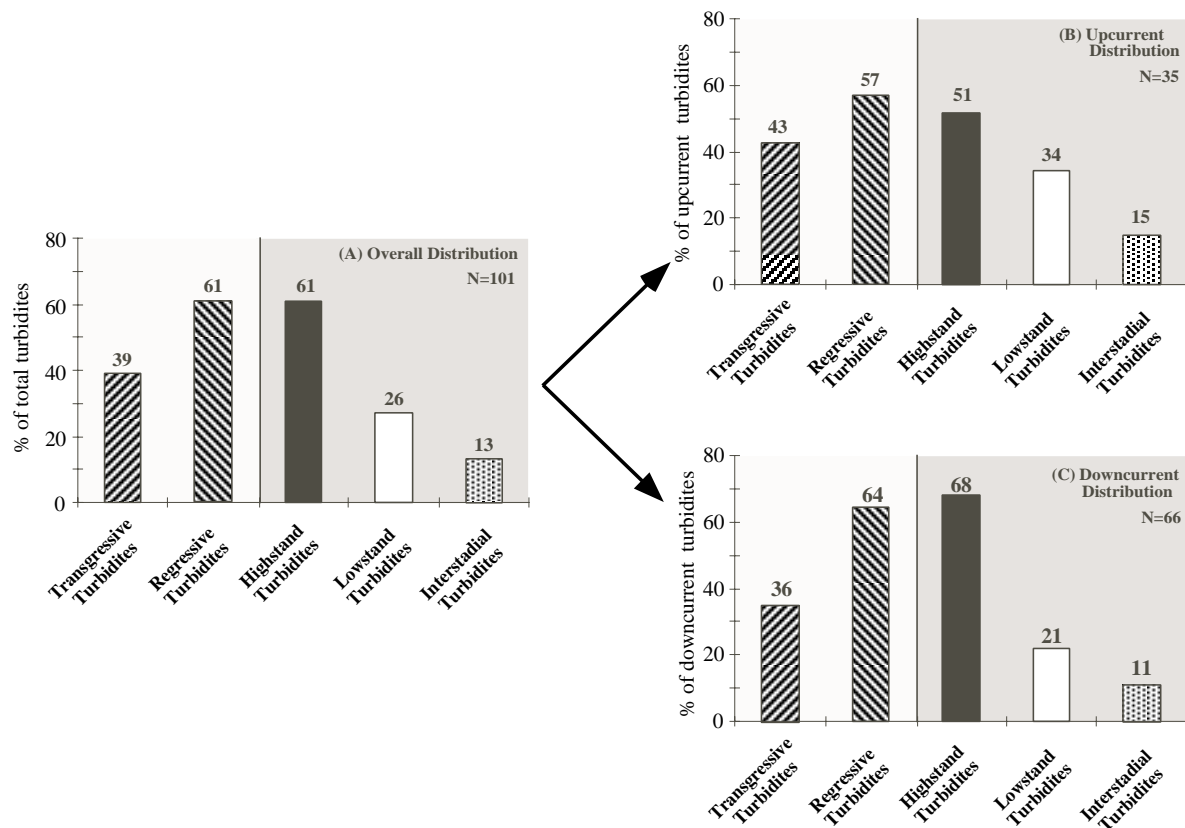 80
60
40
20
0
% of total turbidites
(A) Overall Distribution
N=101
39
61
61
26
13
Transgressive
Turbidites
Regressive
Turbidites
Highstand
Turbidites
Lowstand
Turbidites
Interstadial
Turbidites
80
60
40
20
0
% of upcurrent turbidites
(B) Upcurrent
Distribution
N=35
43
57
51
34
15
Transgressive
Turbidites
Regressive
Turbidites
Highstand
Turbidites
Lowstand
Turbidites
Interstadial
Turbidites
80
60
40
20
0
% of downcurrent turbidites
(C) Downcurrent
Distribution
N=66
36
64
68
21
11
Transgressive
Turbidites
Regressive
Turbidites
Highstand
Turbidites
Lowstand
Turbidites
Interstadial
Turbidites